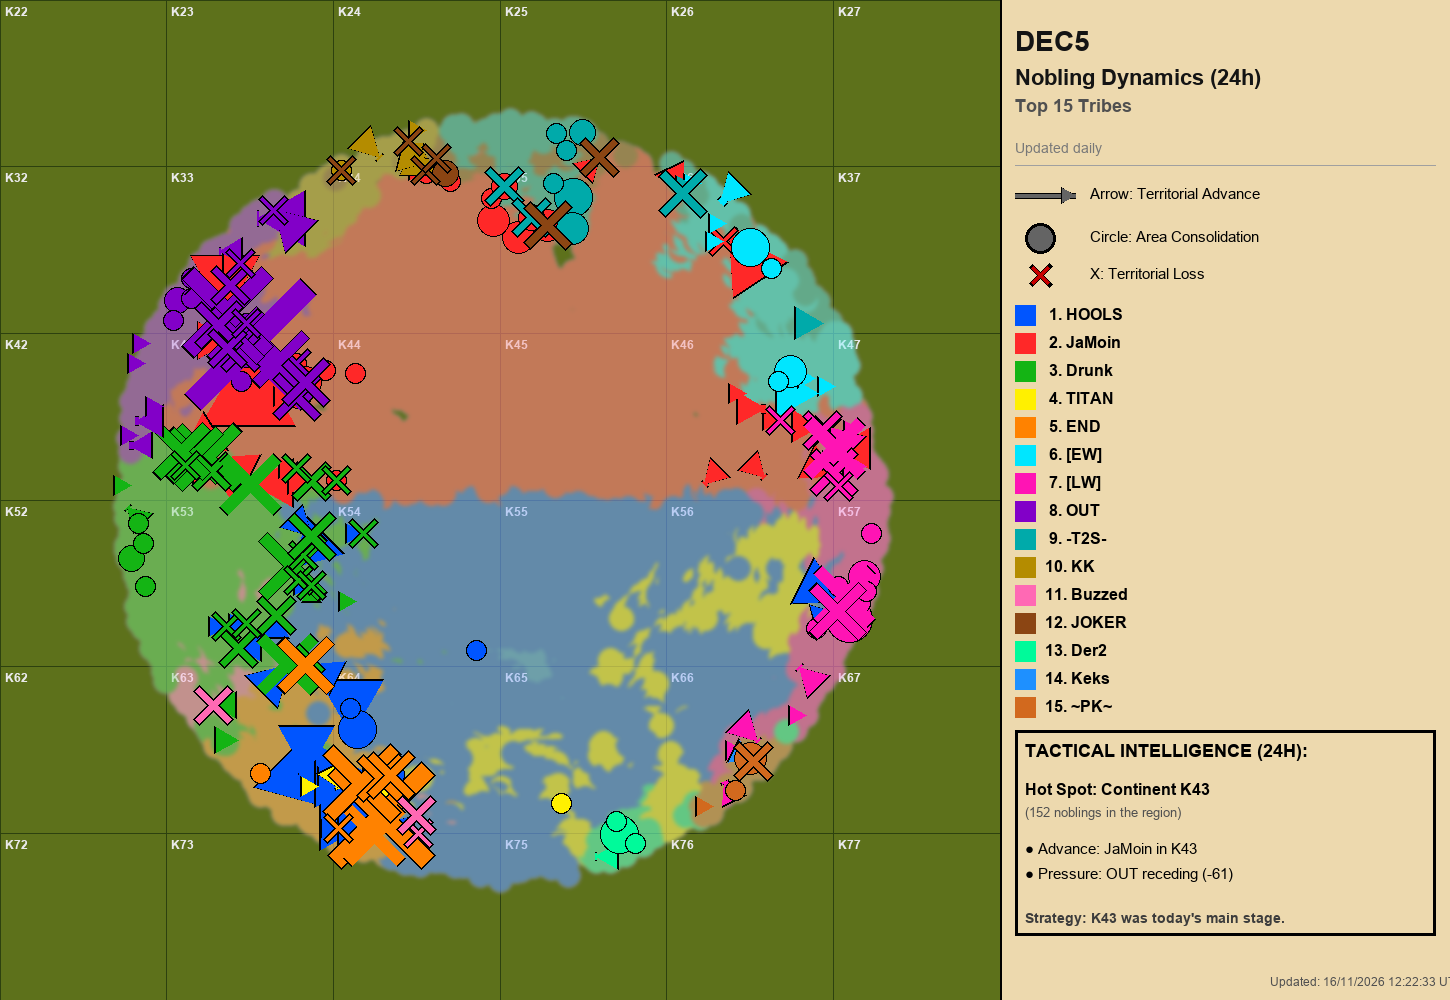 K22 K23 K24 K25 K26 K27
K32 K33 K37
K42 K44 K45 K46 K47
K52 K53 K54 K55 K56 K57
K62 K63 K65 K66 K67
K72 K73 K75 K76 K77
DEC5
Nobling Dynamics (24h)
Top 15 Tribes
Updated daily
Arrow: Territorial Advance
Circle: Area Consolidation
X: Territorial Loss
1. HOOLS
2. JaMoin
3. Drunk
4. TITAN
5. END
6. [EW]
7. [LW]
8. OUT
9. -T2S-
10. KK
11. Buzzed
12. JOKER
13. Der2
14. Keks
15. ~PK~
TACTICAL INTELLIGENCE (24H):
Hot Spot: Continent K43
(152 noblings in the region)
● Advance: JaMoin in K43
● Pressure: OUT receding (-61)
Strategy: K43 was today's main stage.
Updated: 16/11/2026 12:22:33